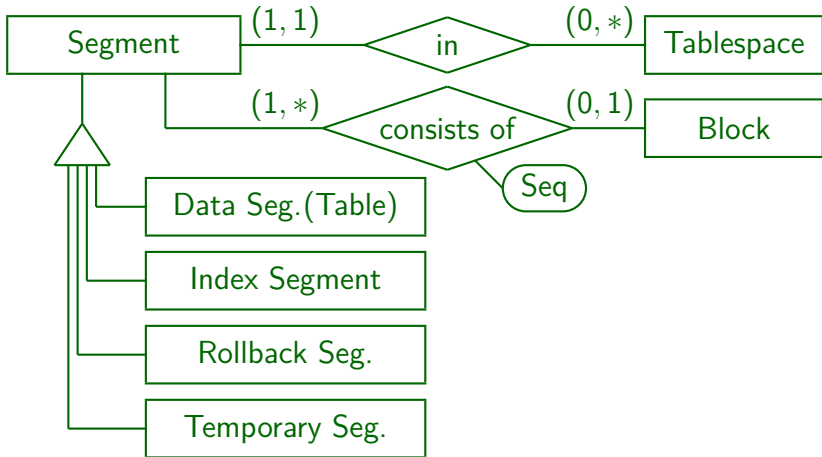 Segment (1, 1) in (0, ∗) Tablespace
(1, ∗) consists of (0, 1) Block
Seq
Data Seg.(Table)
Index Segment
Rollback Seg.
Temporary Seg.